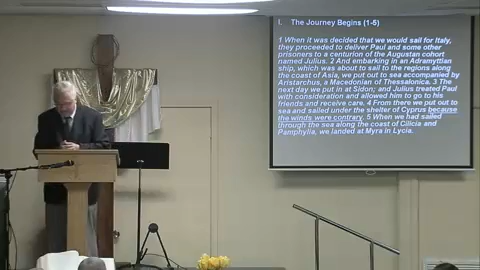 I. The Journey Begins (1-5)
1 When it was decided that we would sail for Italy,
they proceeded to deliver Paul and some other
prisoners to a centurion of the Augustan cohort
named Julius. 2 And embarking in an Adramyttian
ship, which was about to sail to the regions along
the coast of Asia, we put out to sea accompanied by
Aristarchus, a Macedonian of Thessalonica. 3 The
next day we put in at Sidon; and Julius treated Paul
with consideration and allowed him to go to his
friends and receive care. 4 From there we put out to
sea and sailed under the shelter of Cyprus because
the winds were contrary. 5 When we had sailed
through the sea along the coast of Cilicia and
Pamphylia, we landed at Myra in Lycia.